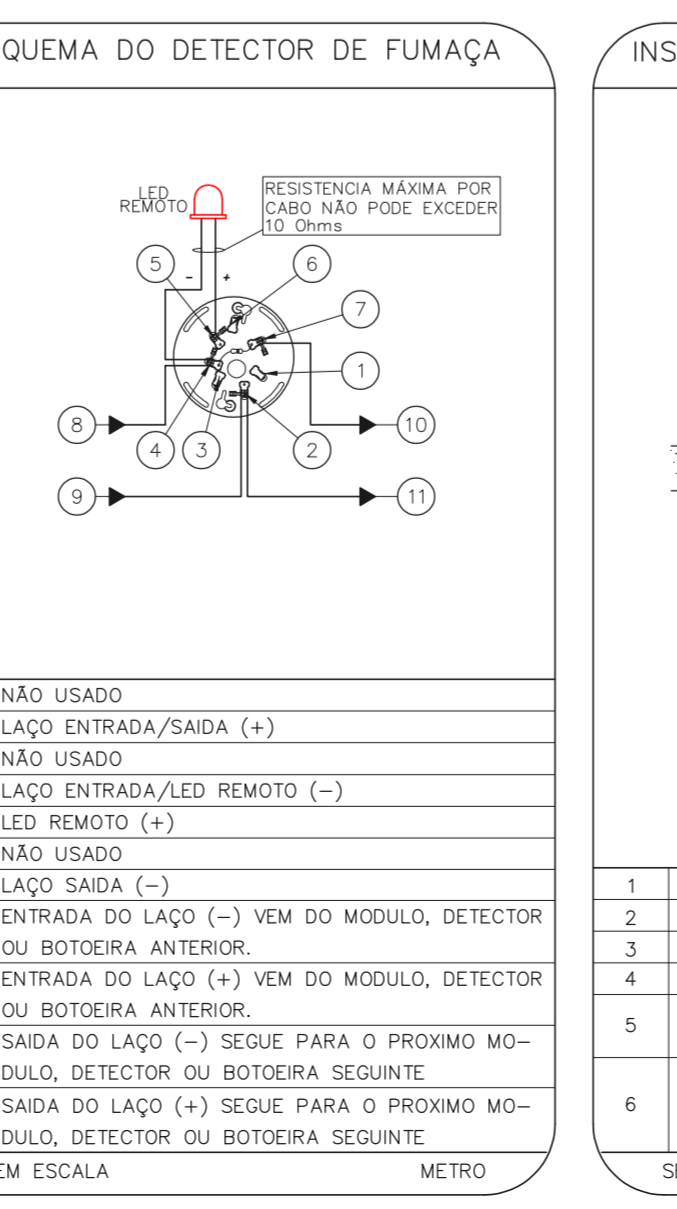 QUEMA DO DETECTOR DE FUMAÇA
INS
LED
REMOTO
RESISTENCIA MÁXIMA POR
CABO NÃO PODE EXCEDER
10 Ohms
5
-
+
6
7
1
8
4
3
2
10
9
11
NÃO USADO
LAÇO ENTRADA/SAIDA (+)
NÃO USADO
LAÇO ENTRADA/LED REMOTO (-)
LED REMOTO (+)
NÃO USADO
LAÇO SAIDA (-)
ENTRADA DO LAÇO (-) VEM DO MODULO, DETECTOR
OU BOTOEIRA ANTERIOR.
ENTRADA DO LAÇO (+) VEM DO MODULO, DETECTOR
OU BOTOEIRA ANTERIOR.
SAIDA DO LAÇO (-) SEGUE PARA O PROXIMO MO-
DULO, DETECTOR OU BOTOEIRA SEGUINTE
SAIDA DO LAÇO (+) SEGUE PARA O PROXIMO MO-
DULO, DETECTOR OU BOTOEIRA SEGUINTE
EM ESCALA METRO
1
2
3
4
5
6
S